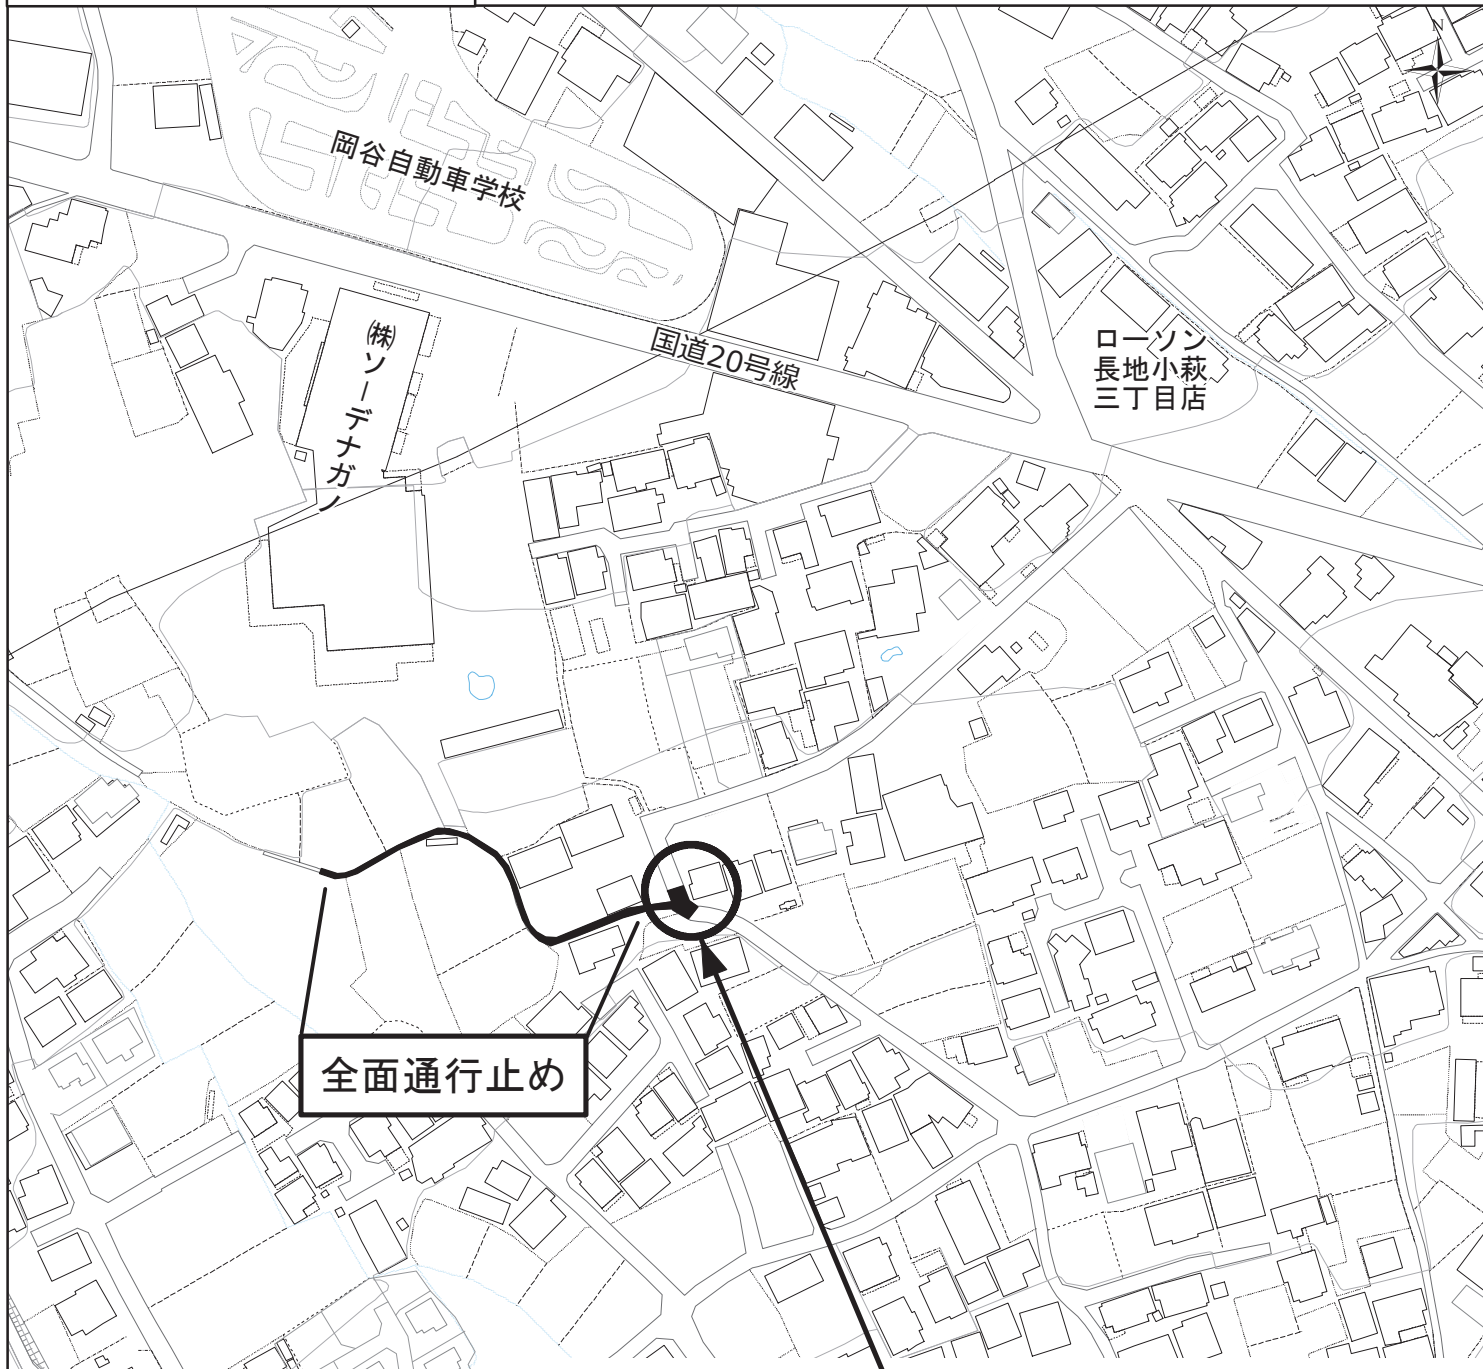 N
岡谷自動車学校
㈱ソーデナガノ
国道20号線
ローソン
長地小萩
三丁目店
全面通行止め